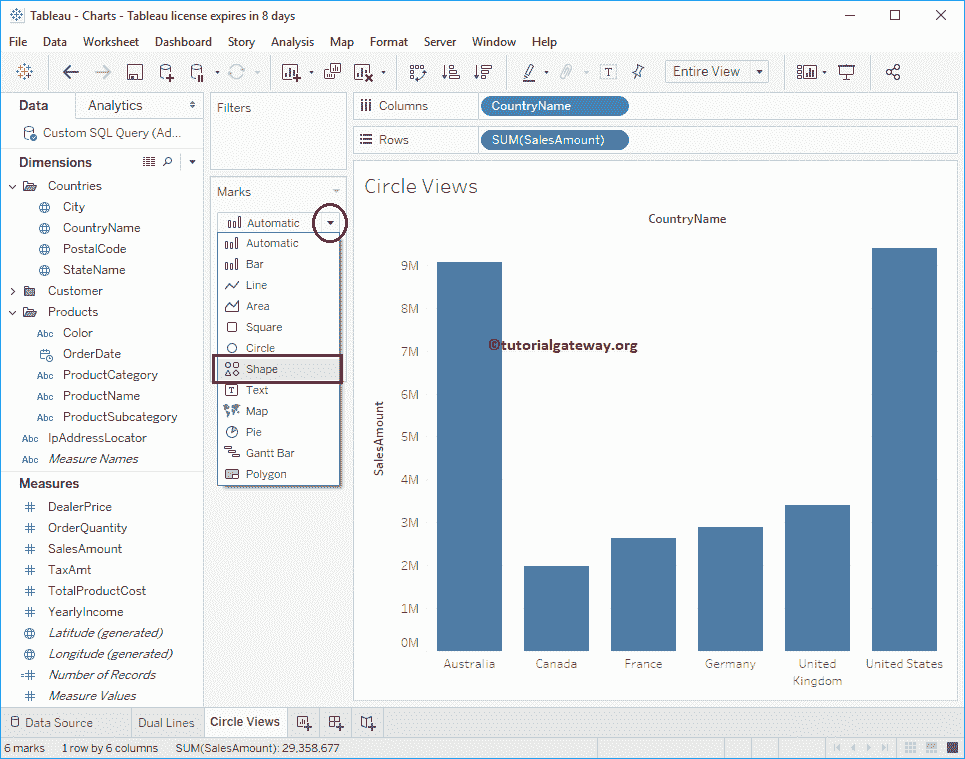 Tableau - Charts - Tableau license expires in 8 days
File Data Worksheet Dashboard Story Analysis Map Format Server Window Help
T Entire View
Data Analytics
Custom SQL Query (Ad...
Dimensions
Countries
City
CountryName
PostalCode
StateName
Customer
Products
Abc Color
OrderDate
Abc ProductCategory
Abc ProductName
Abc ProductSubcategory
Abc IpAddressLocator
Abc Measure Names
Measures
# DealerPrice
# OrderQuantity
# SalesAmount
# TaxAmt
# TotalProductCost
# YearlyIncome
Latitude (generated)
Longitude (generated)
=# Number of Records
# Measure Values
Filters
Marks
Automatic
Automatic
Bar
Line
Area
Square
Circle
Shape
T Text
Map
Pie
Gantt Bar
Polygon
Columns CountryName
Rows SUM(SalesAmount)
Circle Views
CountryName
SalesAmount
9M
8M
7M
6M
5M
4M
3M
2M
1M
0M
©tutorialgateway.org
Australia Canada France Germany United Kingdom United States
Data Source Dual Lines Circle Views
6 marks 1 row by 6 columns SUM(SalesAmount): 29,358,677